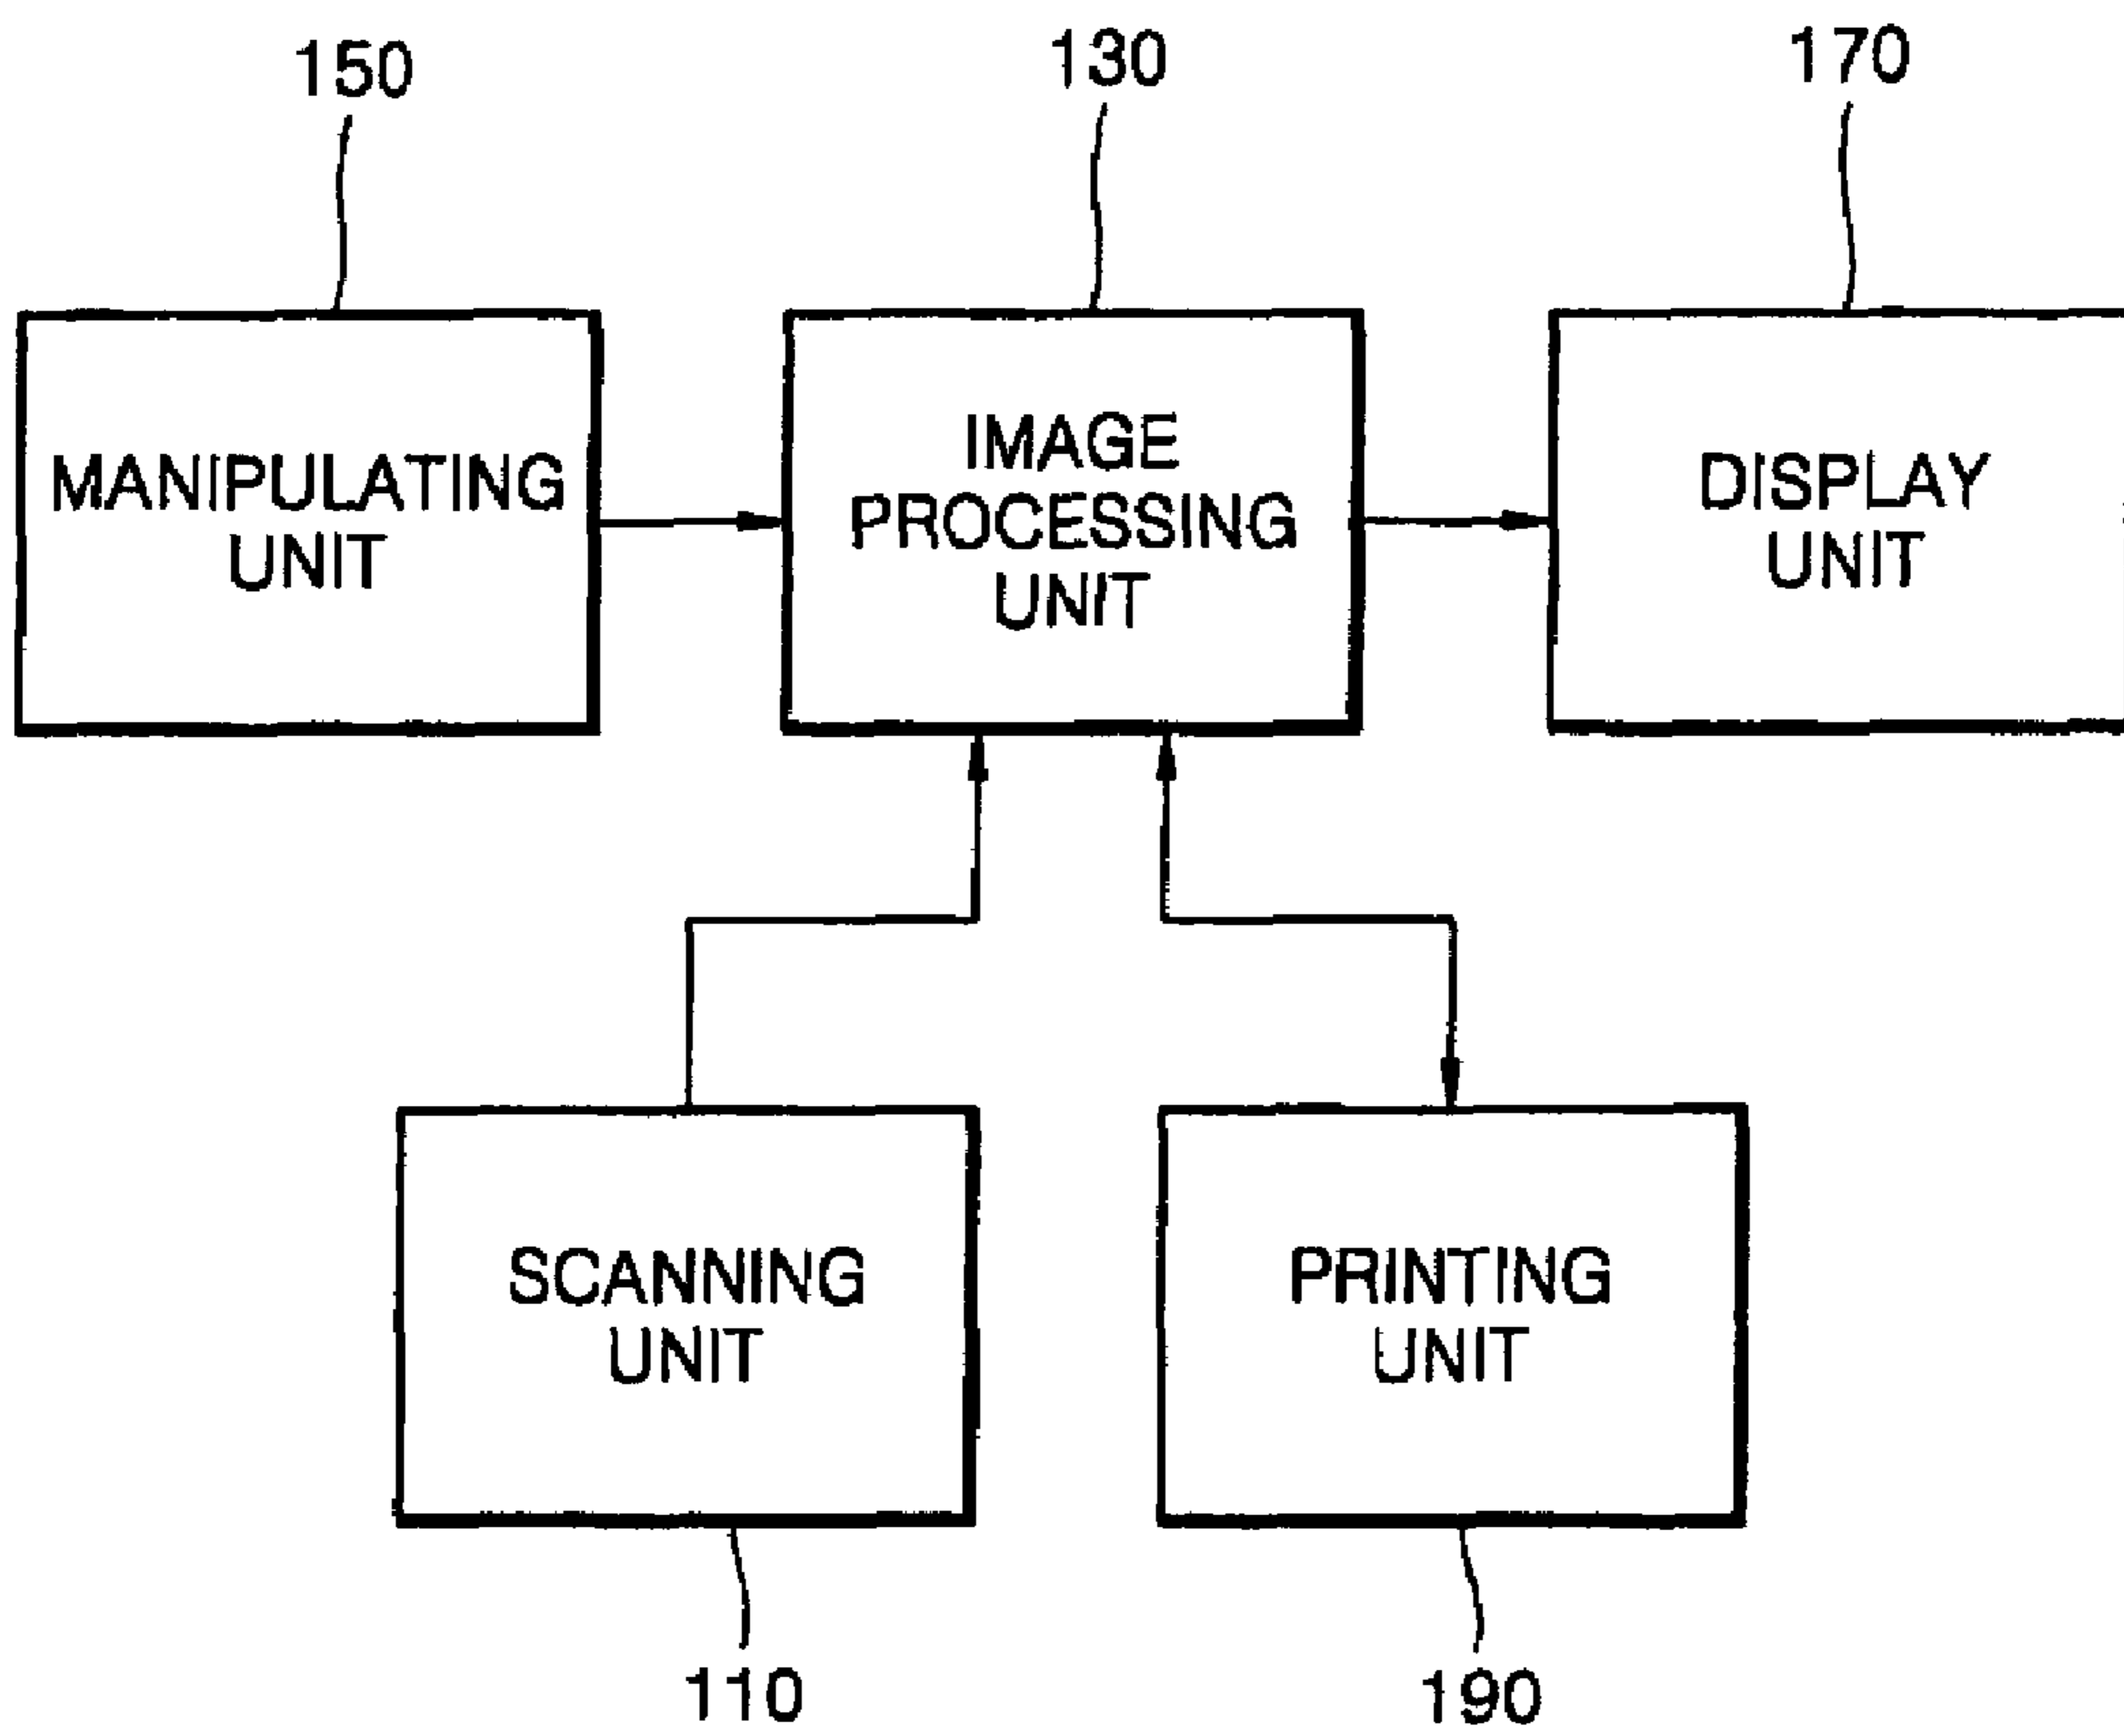 150
130
170
MANIPULATING
UNIT
IMAGE
PROCESSING
UNIT
DISPLAY
UNIT
SCANNING
UNIT
PRINTING
UNIT
110
190